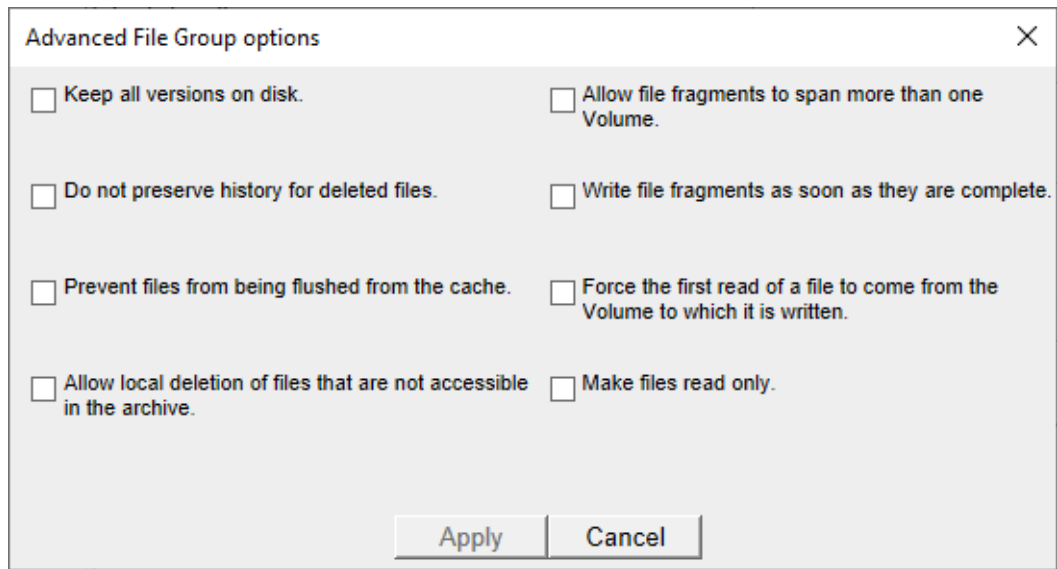 Advanced File Group options
Keep all versions on disk.
Allow file fragments to span more than one
Volume.
Do not preserve history for deleted files.
Write file fragments as soon as they are complete.
Prevent files from being flushed from the cache.
Force the first read of a file to come from the
Volume to which it is written.
Allow local deletion of files that are not accessible
in the archive.
Make files read only.
Apply
Cancel